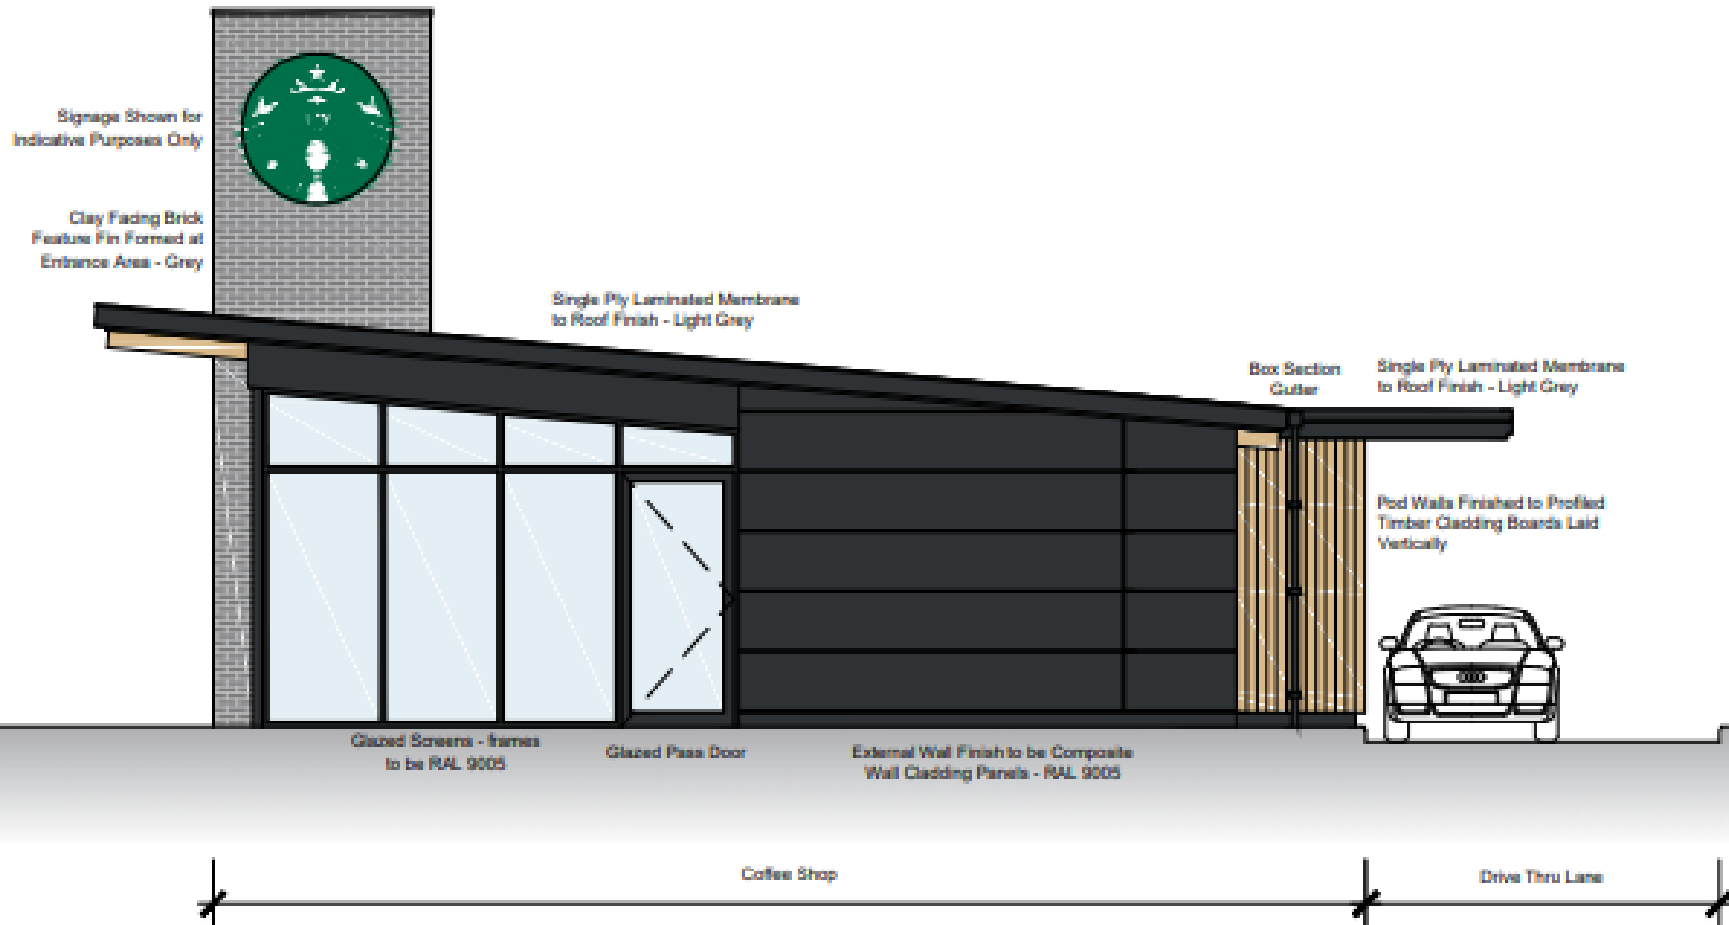 Signage Shown for
Indicative Purposes Only
Clay Facing Brick
Feature Fin Formed at
Entrance Area - Grey
Single Ply Laminated Membrane
to Roof Finish - Light Grey
Box Section
Gutter
Single Ply Laminated Membrane
to Roof Finish - Light Grey
Pod Walls Finished to Profiled
Timber Cladding Boards Laid
Vertically
Glazed Screens - frames
to be RAL 9005
Glazed Pass Door
External Wall Finish to be Composite
Wall Cladding Panels - RAL 9005
Coffee Shop
Drive Thru Lane